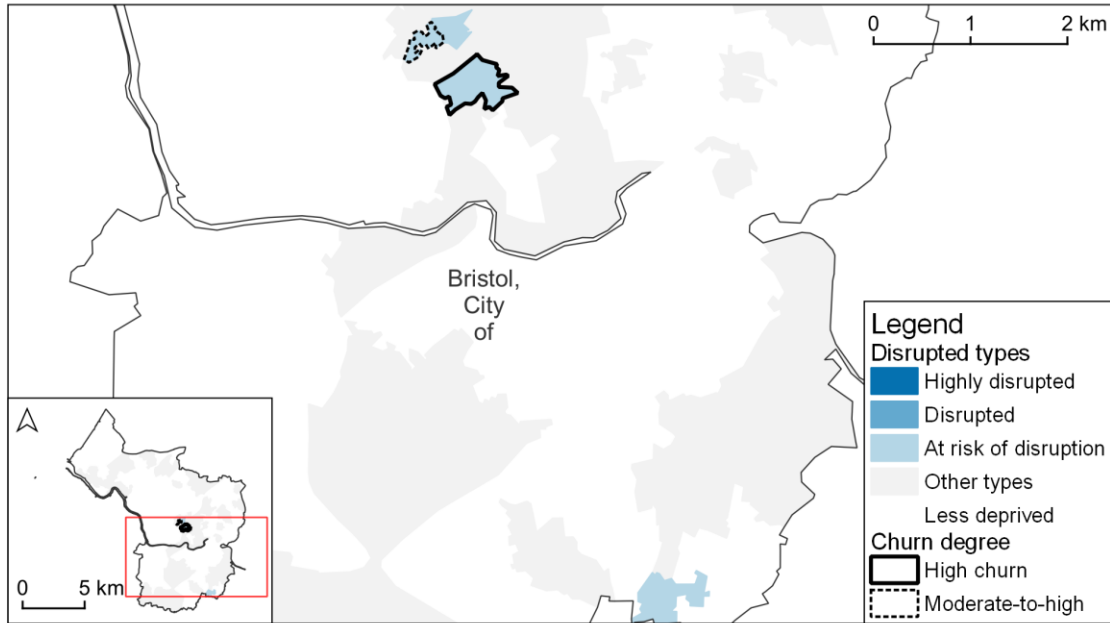 0 1 2 km
Bristol,
City
of
Legend
Disrupted types
Highly disrupted
Disrupted
At risk of disruption
Other types
Less deprived
Churn degree
High churn
Moderate-to-high
0 5 km